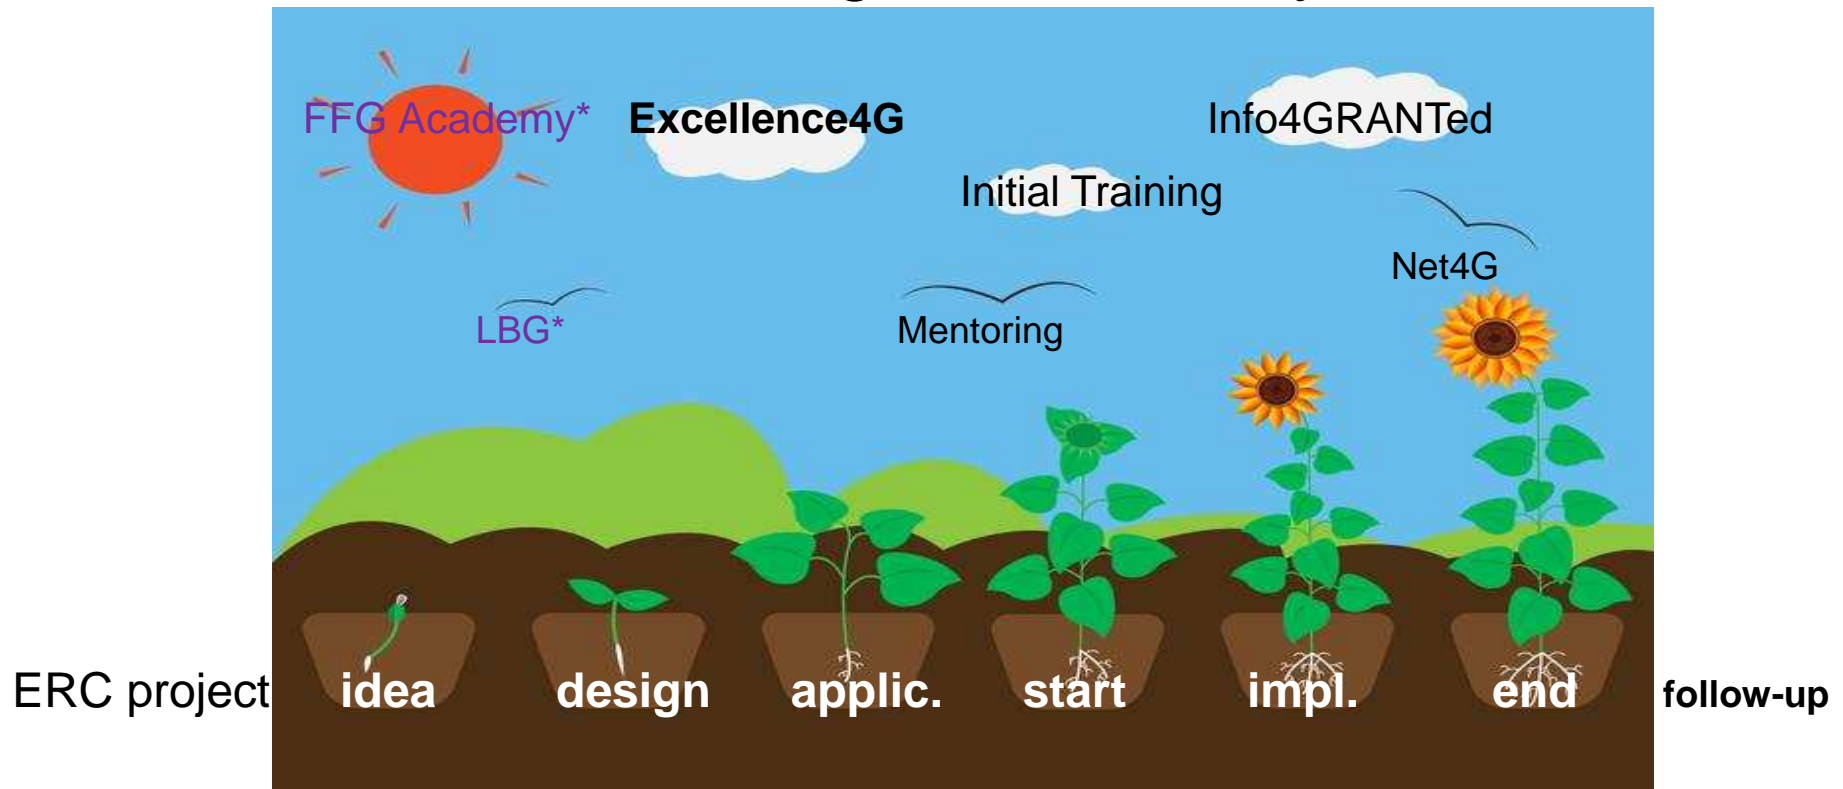 FFG Academy*
Excellence4G
Info4GRANTed
Initial Training
Net4G
LBG*
Mentoring
ERC project idea design applic. start impl. end follow-up